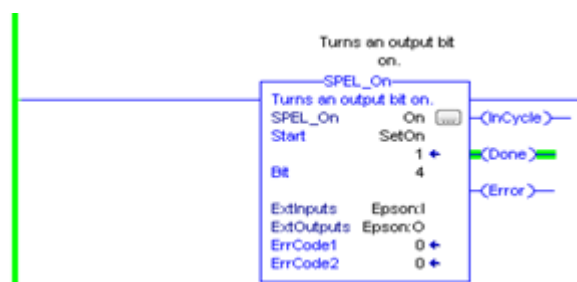 Turns an output bit
on.
SPEL_On
Turns an output bit on.
SPEL_On On ... (InCycle)
Start SetOn
1 (Done)
Bit 4
(Error)
ExtInputs Epson:I
ExtOutputs Epson:O
ErrCode1 0
ErrCode2 0